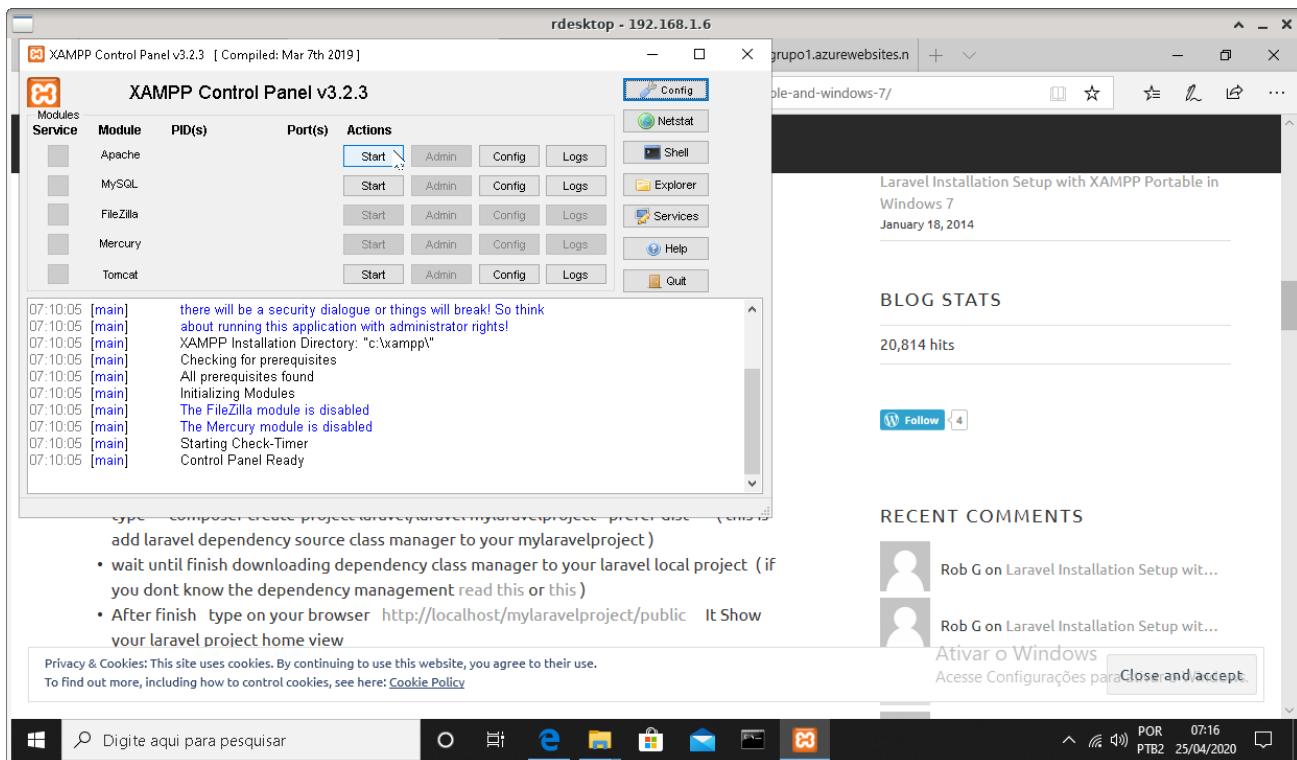 rdesktop - 192.168.1.6
XAMPP Control Panel v3.2.3 [ Compiled: Mar 7th 2019 ]
grupo1.azurewebsites.n
ble-and-windows-7/
XAMPP Control Panel v3.2.3
Config
Netstat
Shell
Explorer
Services
Help
Quit
Modules
Service Module PID(s) Port(s) Actions
Apache Start Admin Config Logs
MySQL Start Admin Config Logs
FileZilla Start Admin Config Logs
Mercury Start Admin Config Logs
Tomcat Start Admin Config Logs
07:10:05 [main] there will be a security dialogue or things will break! So think
07:10:05 [main] about running this application with administrator rights!
07:10:05 [main] XAMPP Installation Directory: "c:\xampp\"
07:10:05 [main] Checking for prerequisites
07:10:05 [main] All prerequisites found
07:10:05 [main] Initializing Modules
07:10:05 [main] The FileZilla module is disabled
07:10:05 [main] The Mercury module is disabled
07:10:05 [main] Starting Check-Timer
07:10:05 [main] Control Panel Ready
add laravel dependency source class manager to your mylaravelproject )
• wait until finish downloading dependency class manager to your laravel local project ( if
you dont know the dependency management read this or this )
• After finish type on your browser http://localhost/mylaravelproject/public It Show
your laravel project home view
Laravel Installation Setup with XAMPP Portable in
Windows 7
January 18, 2014
BLOG STATS
20,814 hits
Follow 4
RECENT COMMENTS
Rob G on Laravel Installation Setup wit...
Rob G on Laravel Installation Setup wit...
Privacy & Cookies: This site uses cookies. By continuing to use this website, you agree to their use.
To find out more, including how to control cookies, see here: Cookie Policy
Close and accept
Ativar o Windows
Acesse Configurações para ativar o Windows.
Digite aqui para pesquisar
POR
PTB2
07:16
25/04/2020